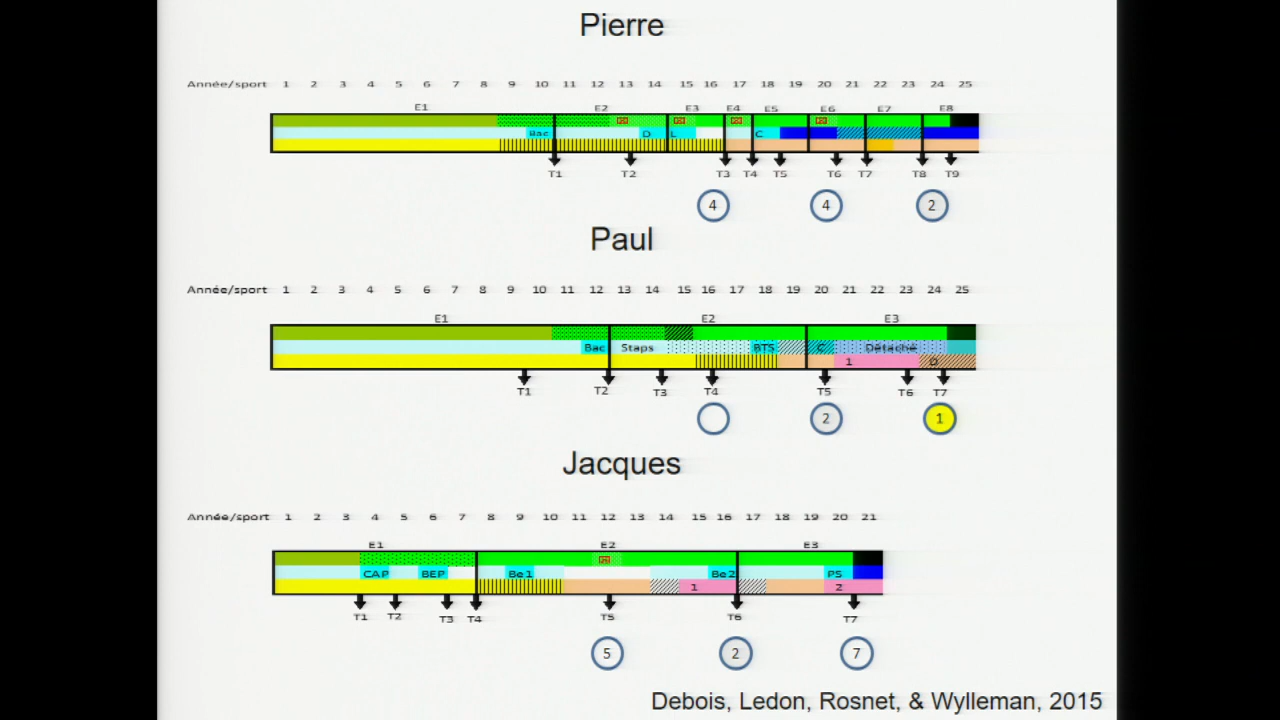 Pierre
Année/sport 1 2 3 4 5 6 7 8 9 10 11 12 13 14 15 16 17 18 19 20 21 22 23 24 25
E1 E2 E3 E4 E5 E6 E7 E8
Bac D L C
T1 T2 T3 T4 T5 T6 T7 T8 T9
4 4 2
Paul
Année/sport 1 2 3 4 5 6 7 8 9 10 11 12 13 14 15 16 17 18 19 20 21 22 23 24 25
E1 E2 E3
Bac Staps BTS C Détaché
1 D
T1 T2 T3 T4 T5 T6 T7
2 1
Jacques
Année/sport 1 2 3 4 5 6 7 8 9 10 11 12 13 14 15 16 17 18 19 20 21
E1 E2 E3
CAP BEP Be1 Be2 PS
1 2
T1 T2 T3 T4 T5 T6 T7
5 2 7
Debois, Ledon, Rosnet, & Wylleman, 2015